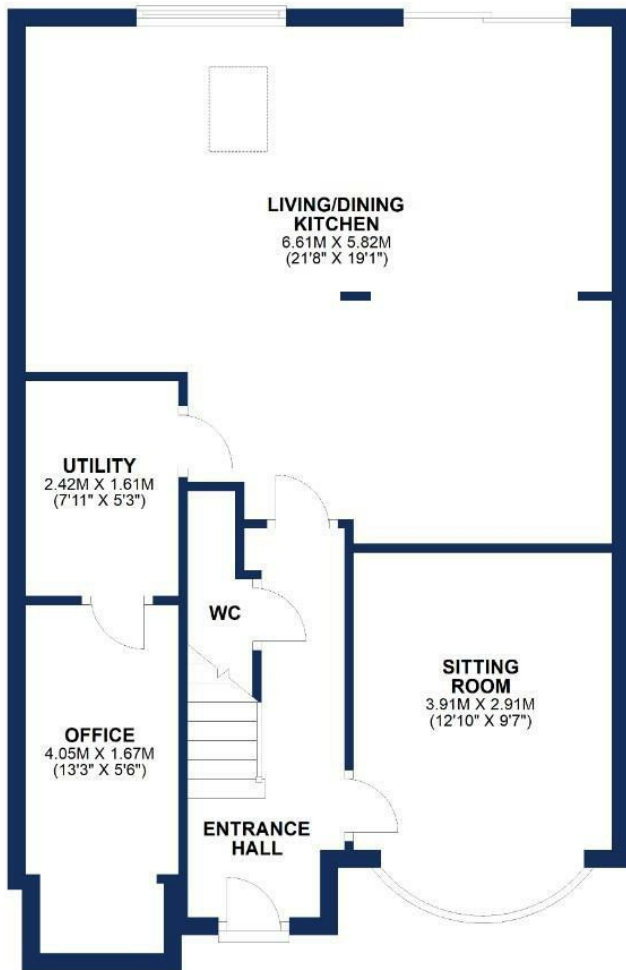 LIVING/DINING
KITCHEN
6.61M X 5.82M
(21'8" X 19'1")
UTILITY
2.42M X 1.61M
(7'11" X 5'3")
WC
SITTING
ROOM
3.91M X 2.91M
(12'10" X 9'7")
OFFICE
4.05M X 1.67M
(13'3" X 5'6")
ENTRANCE
HALL